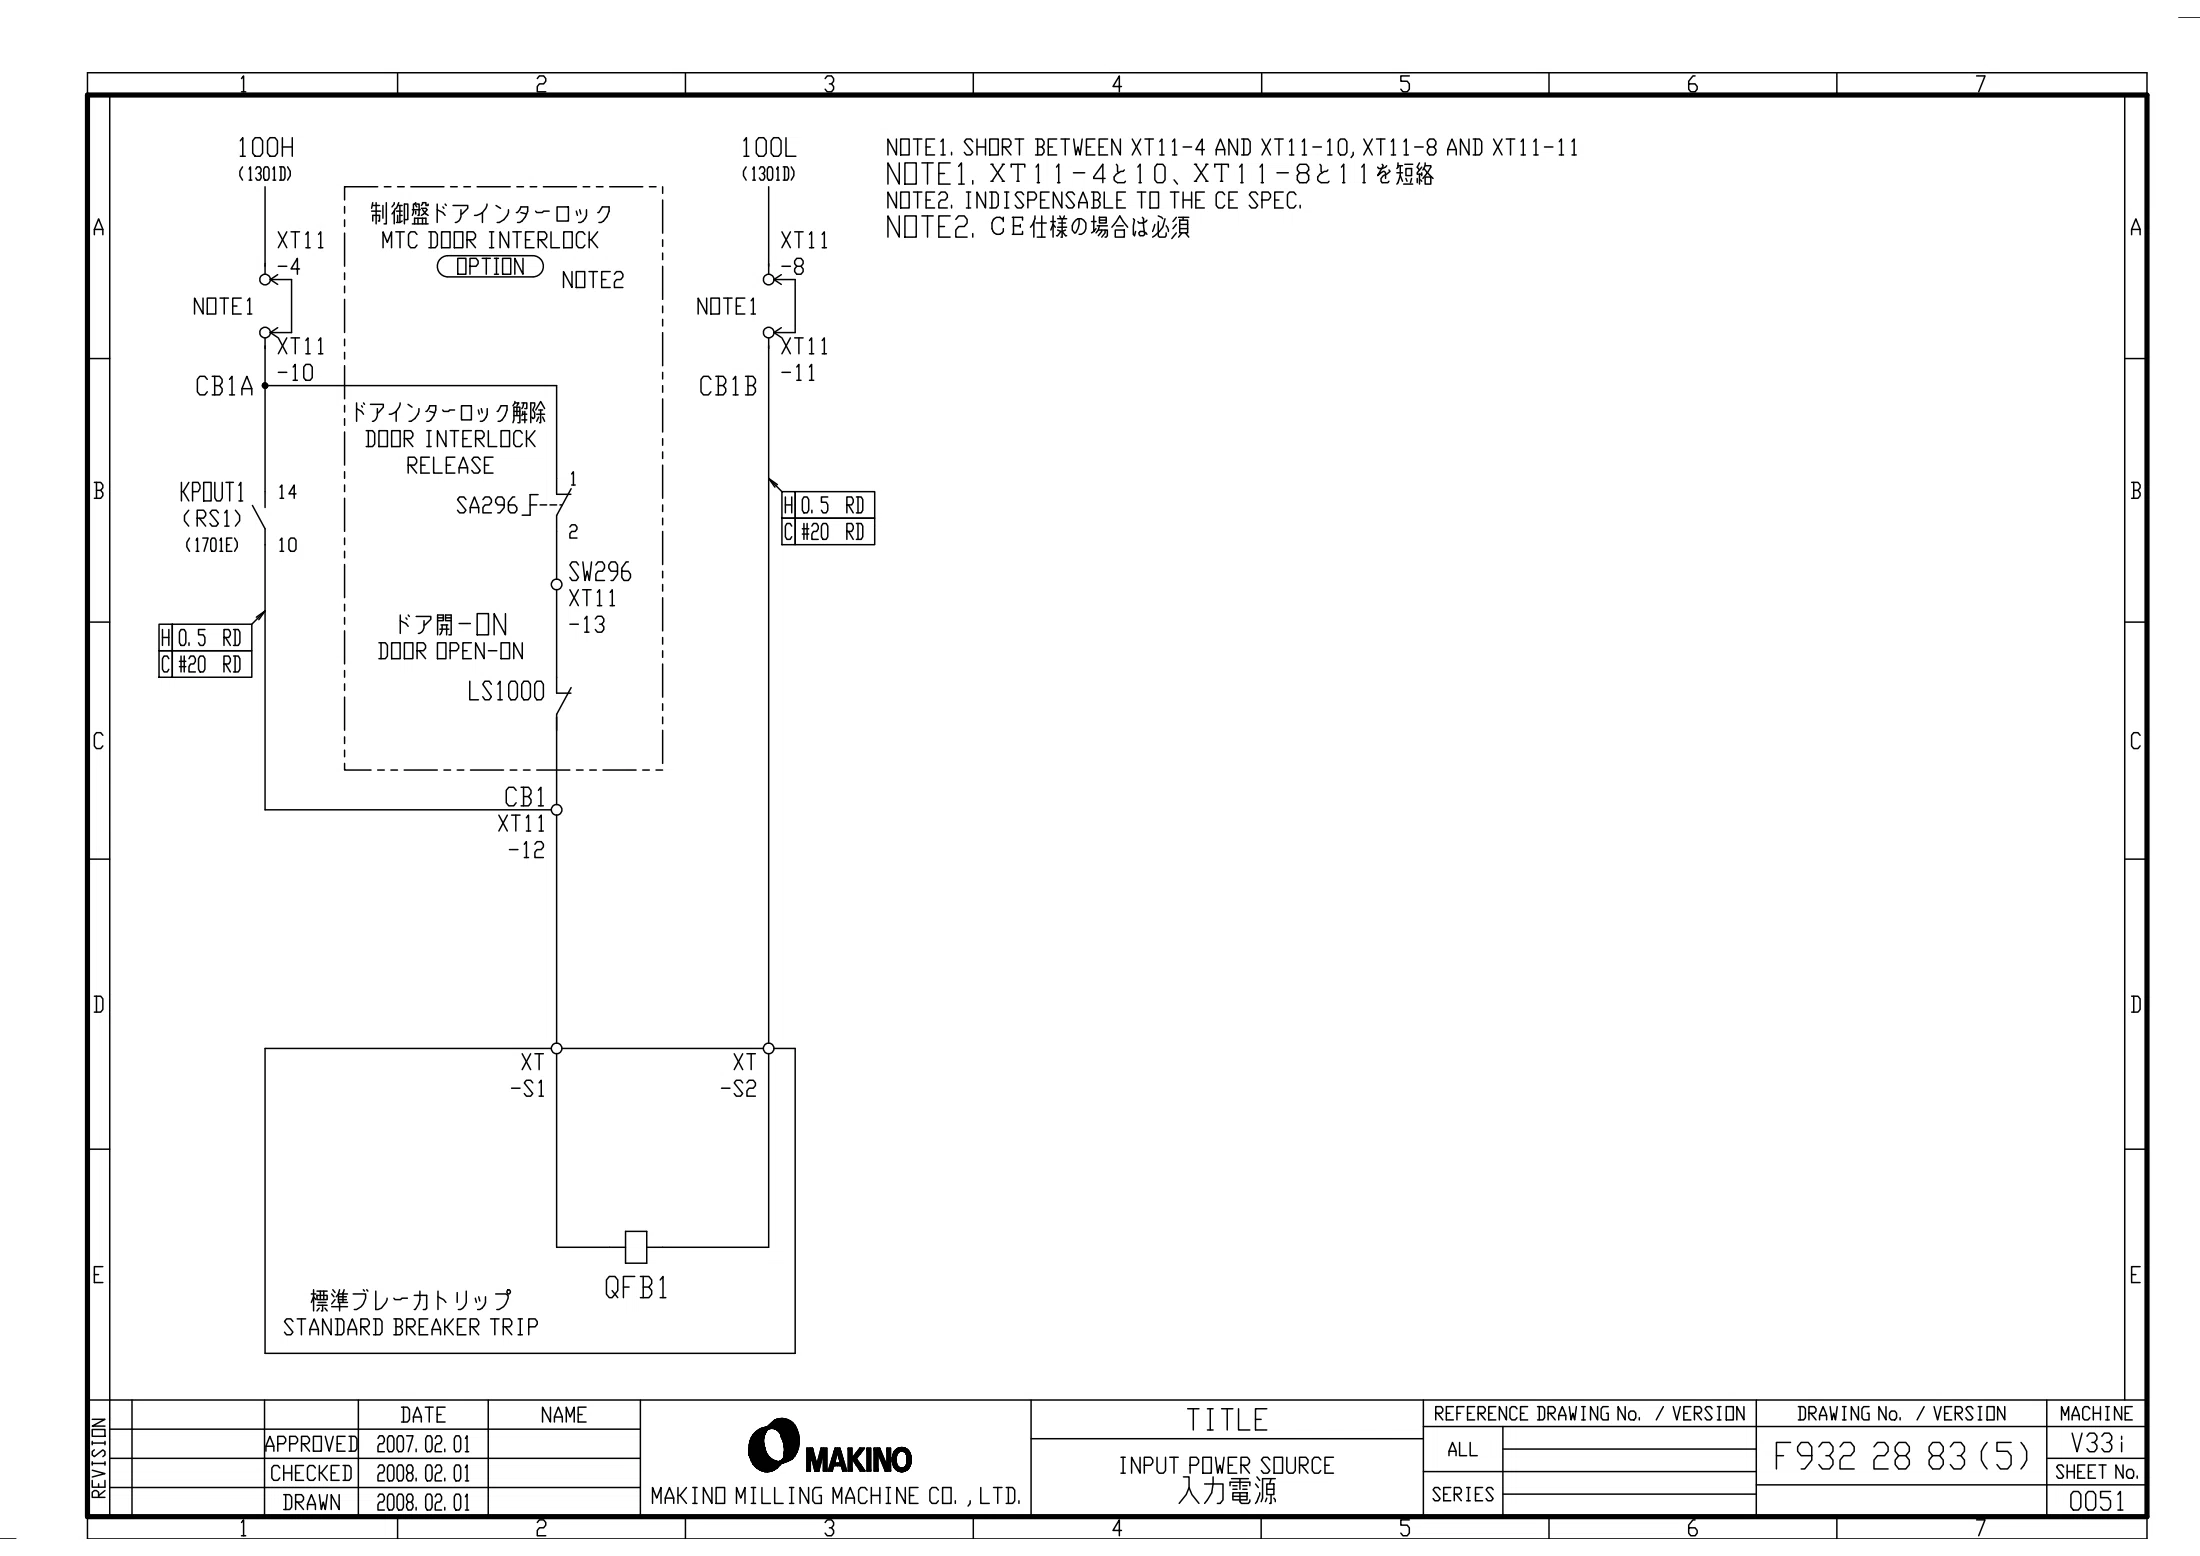 1 2 3 4 5 6 7
A A
B B
C C
D D
E E
100H
(1301D)
XT11
-4
NOTE1
XT11
-10
CB1A
制御盤ドアインターロック
MTC DOOR INTERLOCK
OPTION
NOTE2
100L
(1301D)
XT11
-8
NOTE1
XT11
-11
CB1B
NOTE1. SHORT BETWEEN XT11-4 AND XT11-10, XT11-8 AND XT11-11
NOTE1. XT11-4と10、XT11-8と11を短絡
NOTE2. INDISPENSABLE TO THE CE SPEC.
NOTE2. CE仕様の場合は必須
ドアインターロック解除
DOOR INTERLOCK
RELEASE
1
SA296
2
KPOUT1 14
(RS1)
(1701E) 10
H 0.5 RD
C #20 RD
SW296
XT11
-13
ドア開-ON
DOOR OPEN-ON
LS1000
H 0.5 RD
C #20 RD
CB1
XT11
-12
XT
-S1
XT
-S2
QFB1
標準ブレーカトリップ
STANDARD BREAKER TRIP
REVISION
DATE NAME
APPROVED 2007.02.01
CHECKED 2008.02.01
DRAWN 2008.02.01
MAKINO
MAKINO MILLING MACHINE CO.,LTD.
TITLE
INPUT POWER SOURCE
入力電源
REFERENCE DRAWING No. / VERSION
ALL
SERIES
DRAWING No. / VERSION
F932 28 83(5)
MACHINE
V33i
SHEET No.
0051
1 2 3 4 5 6 7